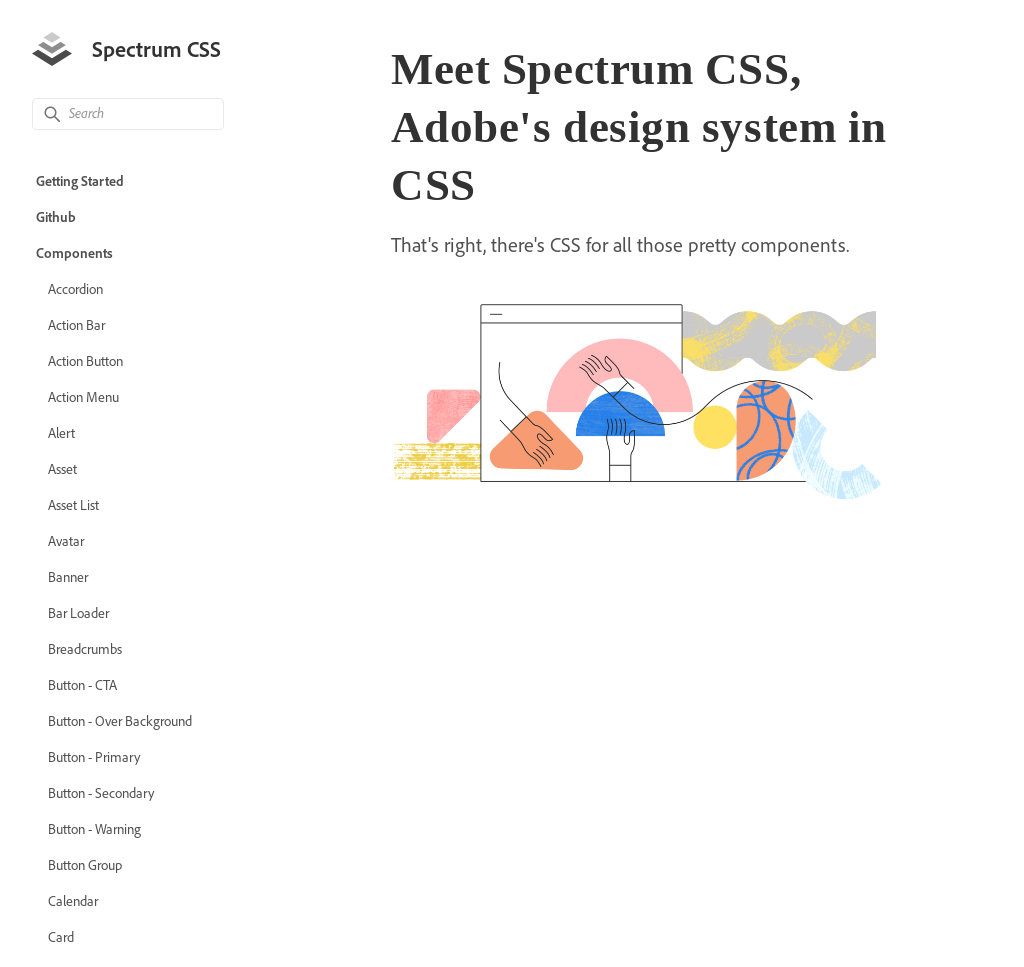 Spectrum CSS
Search
Getting Started
Github
Components
Accordion
Action Bar
Action Button
Action Menu
Alert
Asset
Asset List
Avatar
Banner
Bar Loader
Breadcrumbs
Button - CTA
Button - Over Background
Button - Primary
Button - Secondary
Button - Warning
Button Group
Calendar
Card
Meet Spectrum CSS,
Adobe's design system in
CSS
That's right, there's CSS for all those pretty components.